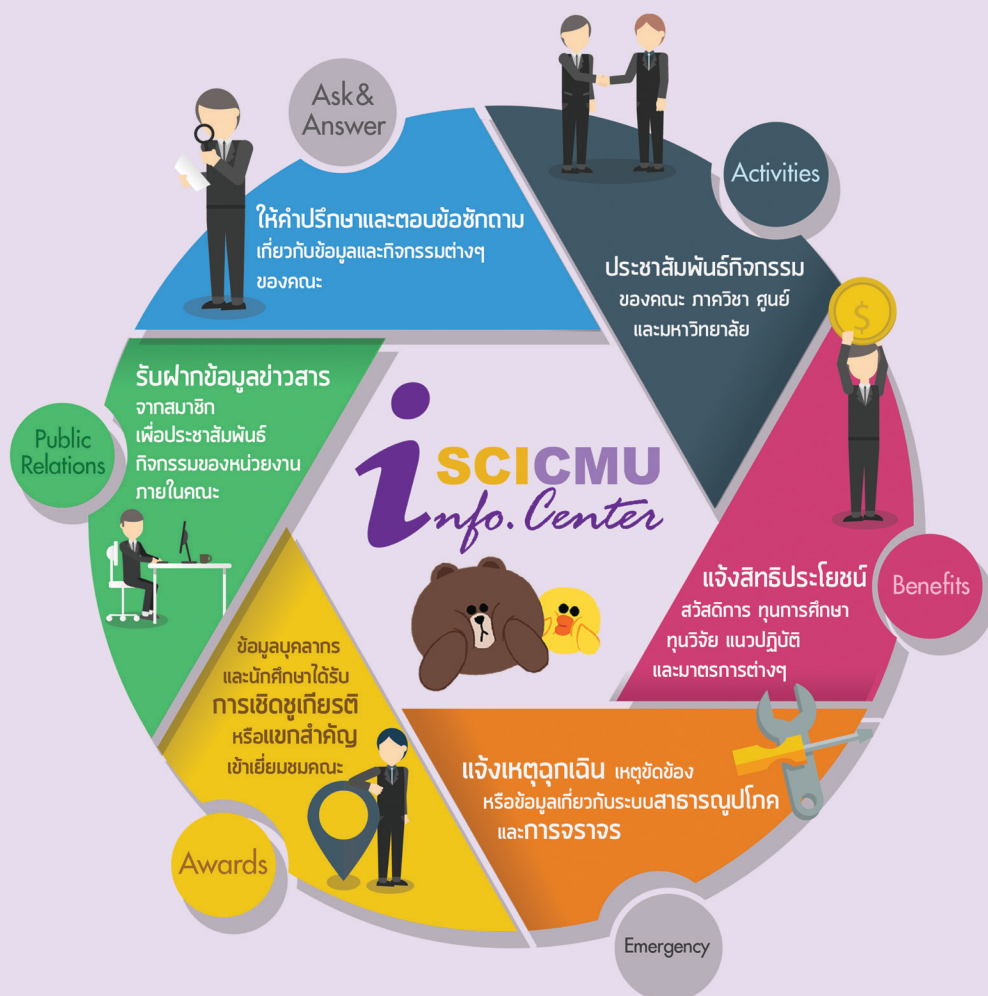 Ask &
Answer
ให้คำปรึกษาและตอบข้อซักถาม
เกี่ยวกับข้อมูลและกิจกรรมต่างๆ
ของคณะ
Activities
ประชาสัมพันธ์กิจกรรม
ของคณะ ภาควิชา ศูนย์
และมหาวิทยาลัย
$
Benefits
แจ้งสิทธิประโยชน์
สวัสดิการ ทุนการศึกษา
ทุนวิจัย แนวปฏิบัติ
และมาตรการต่างๆ
Emergency
แจ้งเหตุฉุกเฉิน เหตุขัดข้อง
หรือข้อมูลเกี่ยวกับระบบสาธารณูปโภค
และการจราจร
Awards
ข้อมูลบุคลากร
และนักศึกษาได้รับ
การเชิดชูเกียรติ
หรือแขกสำคัญ
เข้าเยี่ยมชมคณะ
Public
Relations
รับฝากข้อมูลข่าวสาร
จากสมาชิก
เพื่อประชาสัมพันธ์
กิจกรรมของหน่วยงาน
ภายในคณะ
SCICMU
info.Center